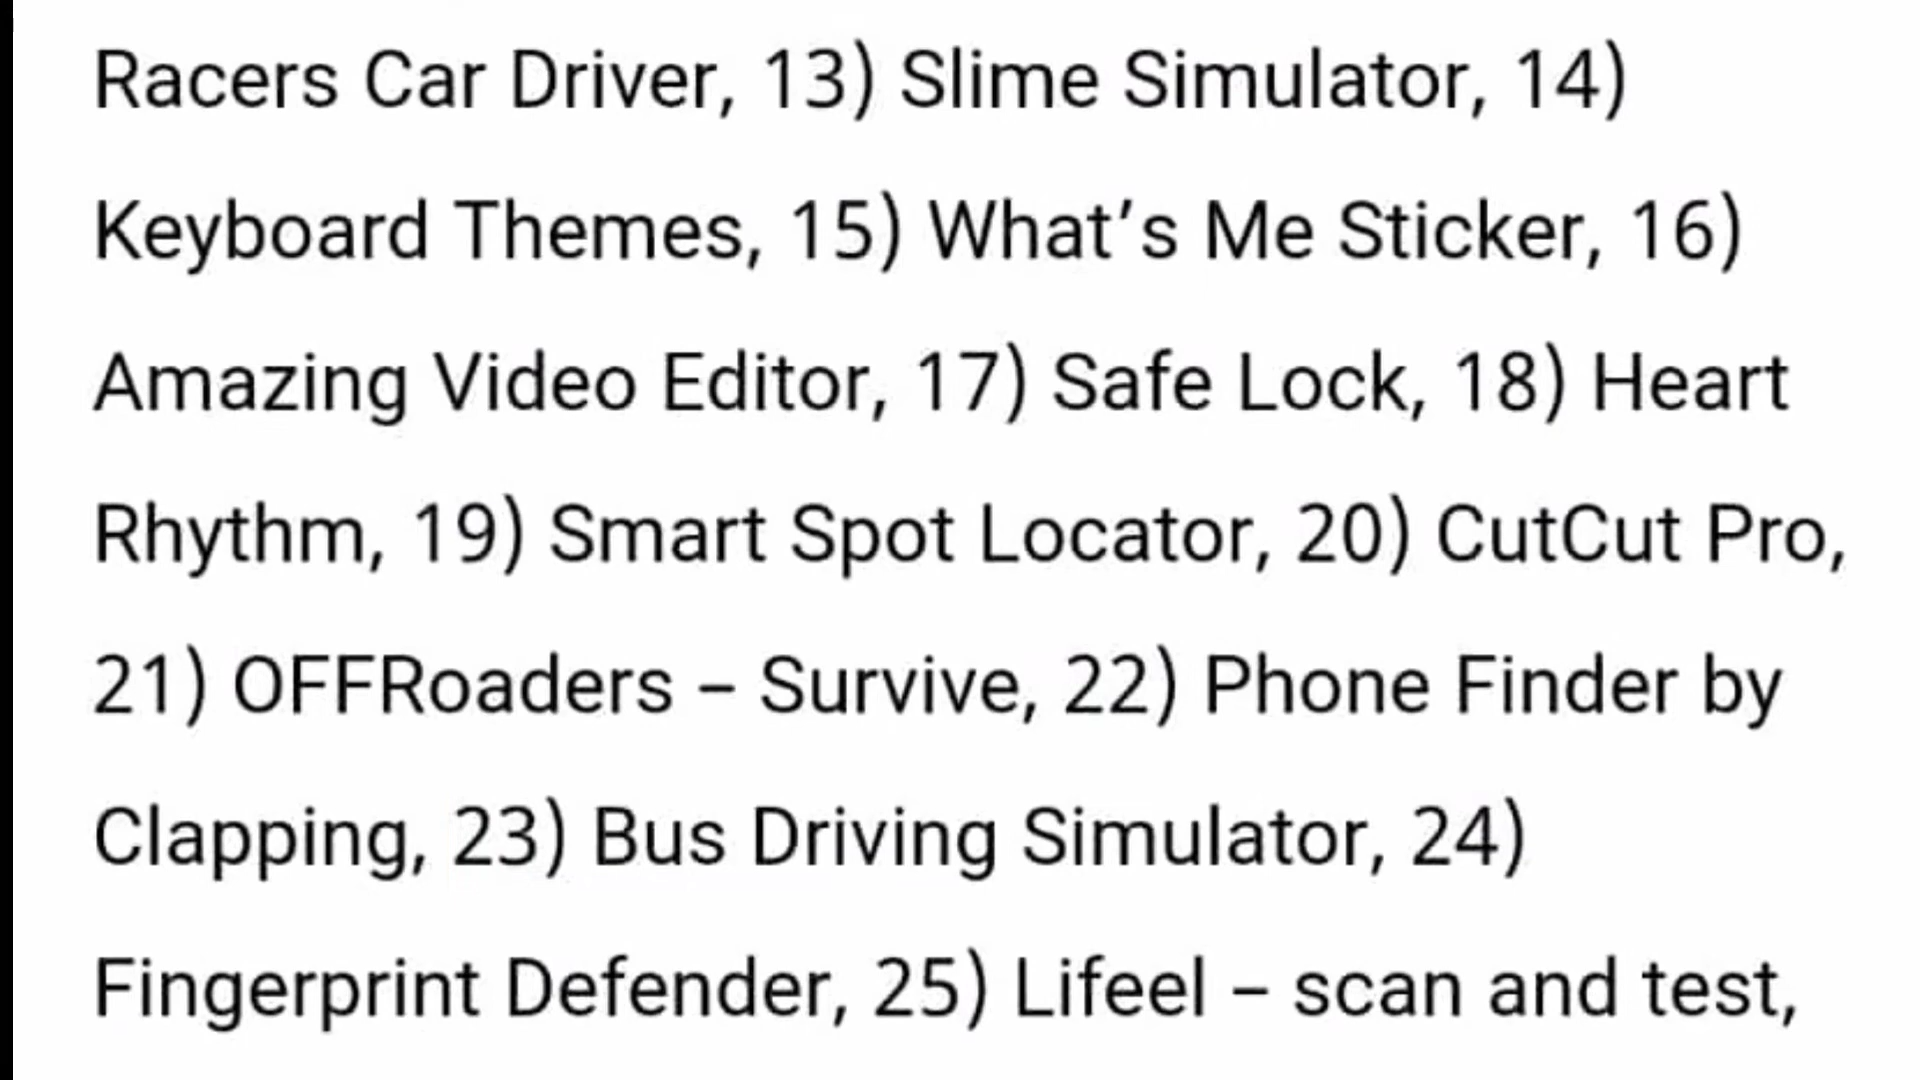 Racers Car Driver, 13) Slime Simulator, 14)
Keyboard Themes, 15) What’s Me Sticker, 16)
Amazing Video Editor, 17) Safe Lock, 18) Heart
Rhythm, 19) Smart Spot Locator, 20) CutCut Pro,
21) OFFRoaders – Survive, 22) Phone Finder by
Clapping, 23) Bus Driving Simulator, 24)
Fingerprint Defender, 25) Lifeel – scan and test,